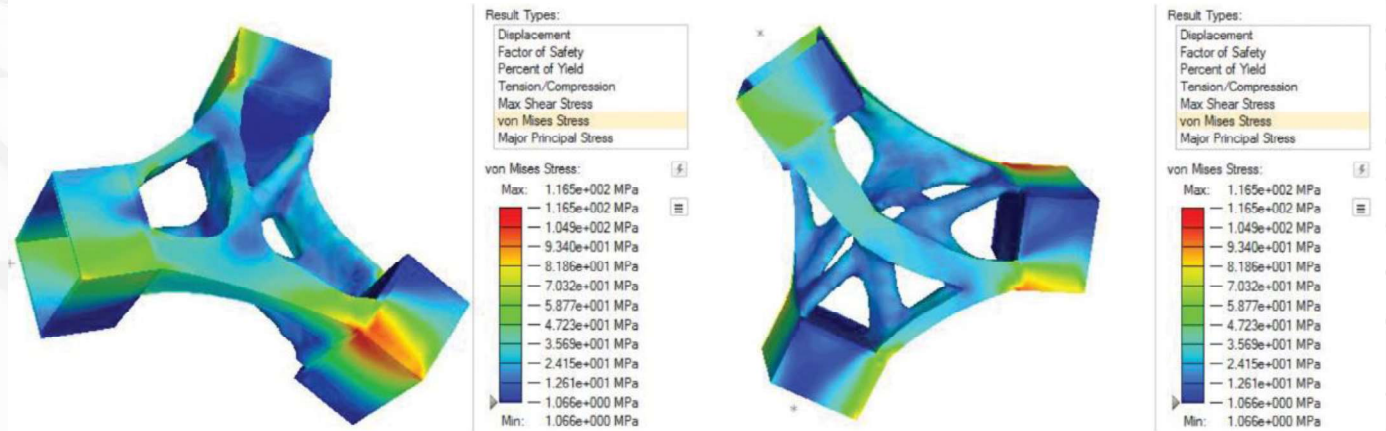 Result Types:
Displacement
Factor of Safety
Percent of Yield
Tension/Compression
Max Shear Stress
von Mises Stress
Major Principal Stress
von Mises Stress:
Max: 1.165e+002 MPa
1.165e+002 MPa
1.049e+002 MPa
9.340e+001 MPa
8.186e+001 MPa
7.032e+001 MPa
5.877e+001 MPa
4.723e+001 MPa
3.569e+001 MPa
2.415e+001 MPa
1.261e+001 MPa
1.066e+000 MPa
Min: 1.066e+000 MPa
Result Types:
Displacement
Factor of Safety
Percent of Yield
Tension/Compression
Max Shear Stress
von Mises Stress
Major Principal Stress
von Mises Stress:
Max: 1.165e+002 MPa
1.165e+002 MPa
1.049e+002 MPa
9.340e+001 MPa
8.186e+001 MPa
7.032e+001 MPa
5.877e+001 MPa
4.723e+001 MPa
3.569e+001 MPa
2.415e+001 MPa
1.261e+001 MPa
1.066e+000 MPa
Min: 1.066e+000 MPa